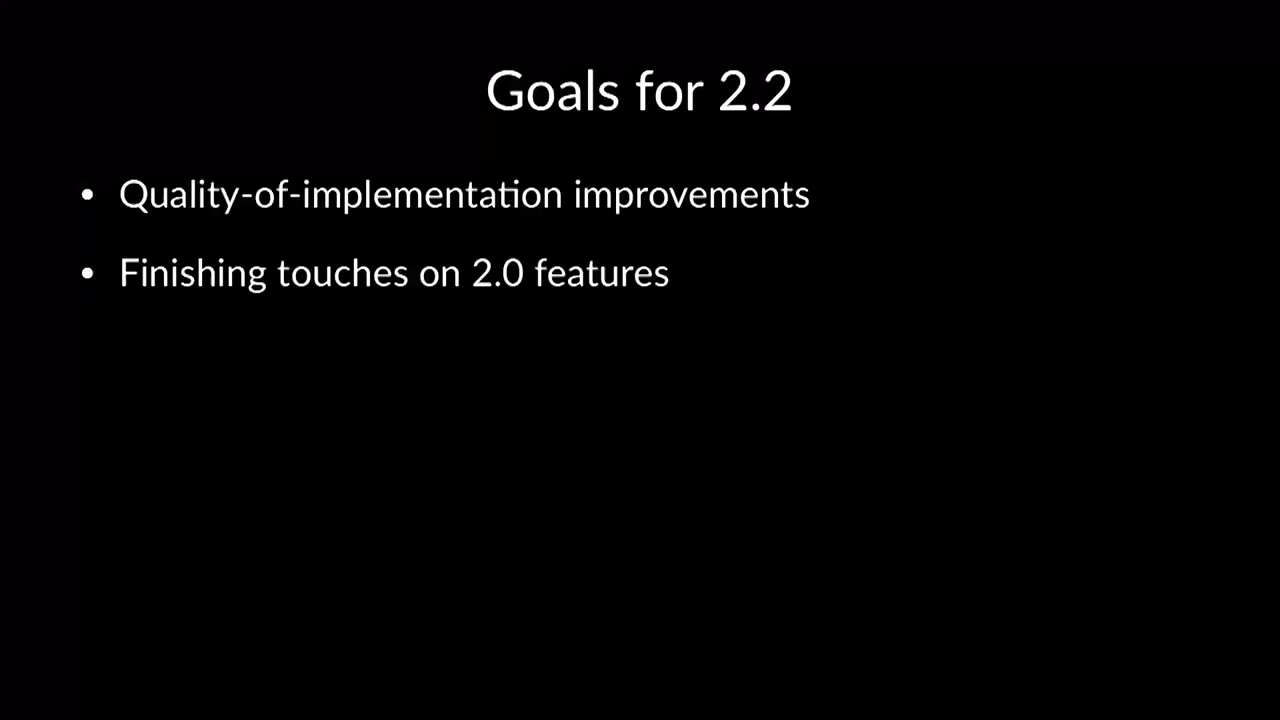 Goals for 2.2
• Quality-of-implementation improvements
• Finishing touches on 2.0 features